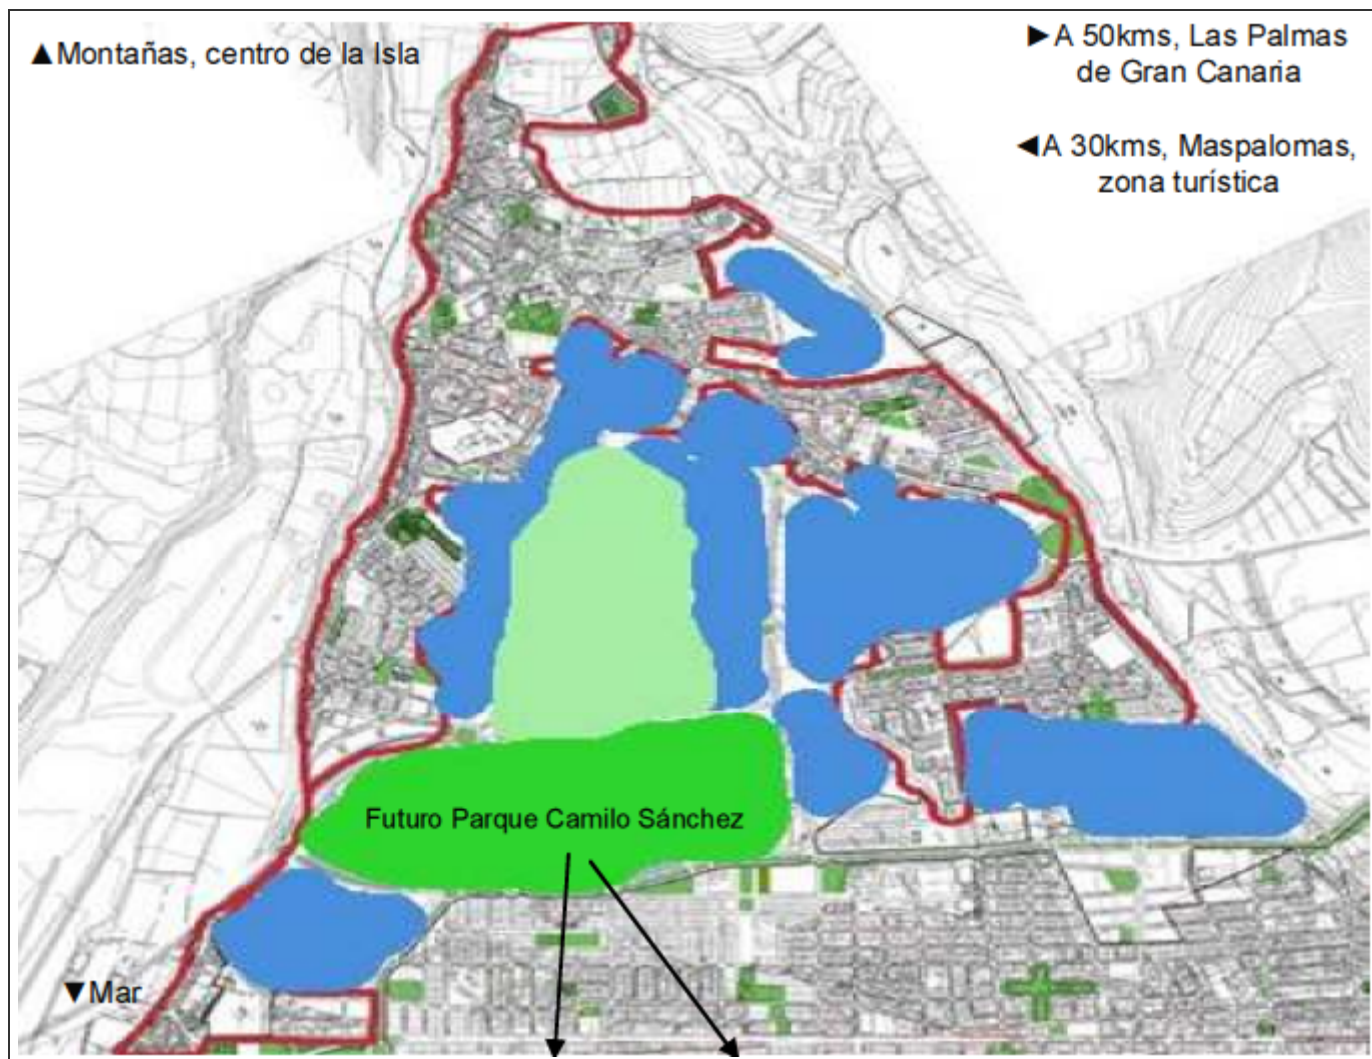 ▲Montañas, centro de la Isla
►A 50kms, Las Palmas
de Gran Canaria
◄A 30kms, Maspalomas,
zona turística
Futuro Parque Camilo Sánchez
▼Mar